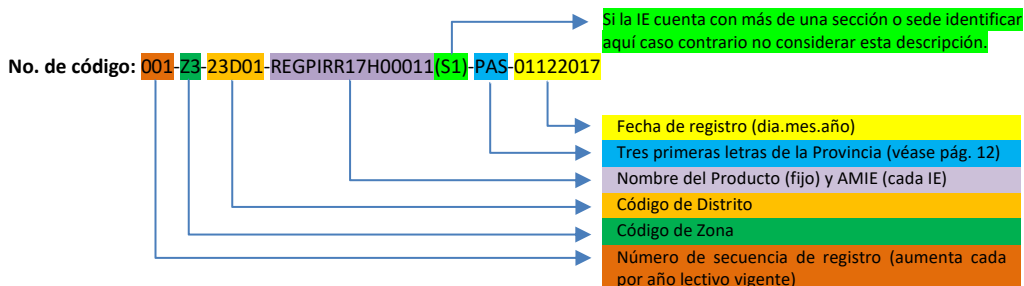 Si la IE cuenta con más de una sección o sede identificar
aquí caso contrario no considerar esta descripción.
No. de código: 001-Z3-23D01-REGPIRR17H00011(S1)-PAS-01122017
Fecha de registro (dia.mes.año)
Tres primeras letras de la Provincia (véase pág. 12)
Nombre del Producto (fijo) y AMIE (cada IE)
Código de Distrito
Código de Zona
Número de secuencia de registro (aumenta cada
por año lectivo vigente)